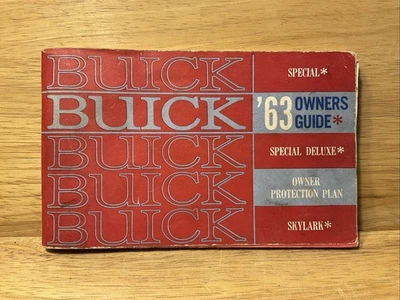 BUICK
BUICK
BUICK
BUICK
BUICK
SPECIAL*
'63 OWNERS
GUIDE*
SPECIAL DELUXE*
OWNER
PROTECTION PLAN
SKYLARK*